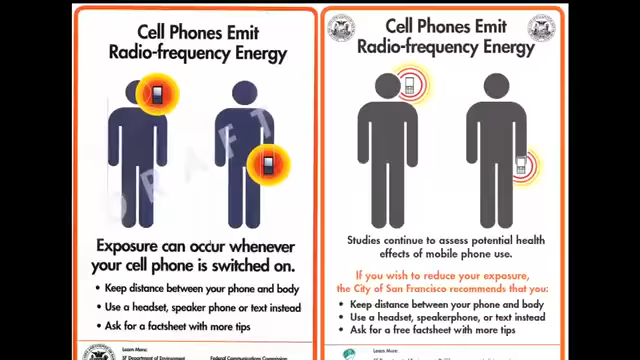 Cell Phones Emit
Radio-frequency Energy
DRAFT
Exposure can occur whenever
your cell phone is switched on.
• Keep distance between your phone and body
• Use a headset, speaker phone or text instead
• Ask for a factsheet with more tips
Learn More:
SF Department of Environment
Federal Communications Commission
Cell Phones Emit
Radio-frequency Energy
Studies continue to assess potential health
effects of mobile phone use.
If you wish to reduce your exposure,
the City of San Francisco recommends that you:
• Keep distance between your phone and body
• Use a headset, speakerphone, or text instead
• Ask for a free factsheet with more tips
Learn More: